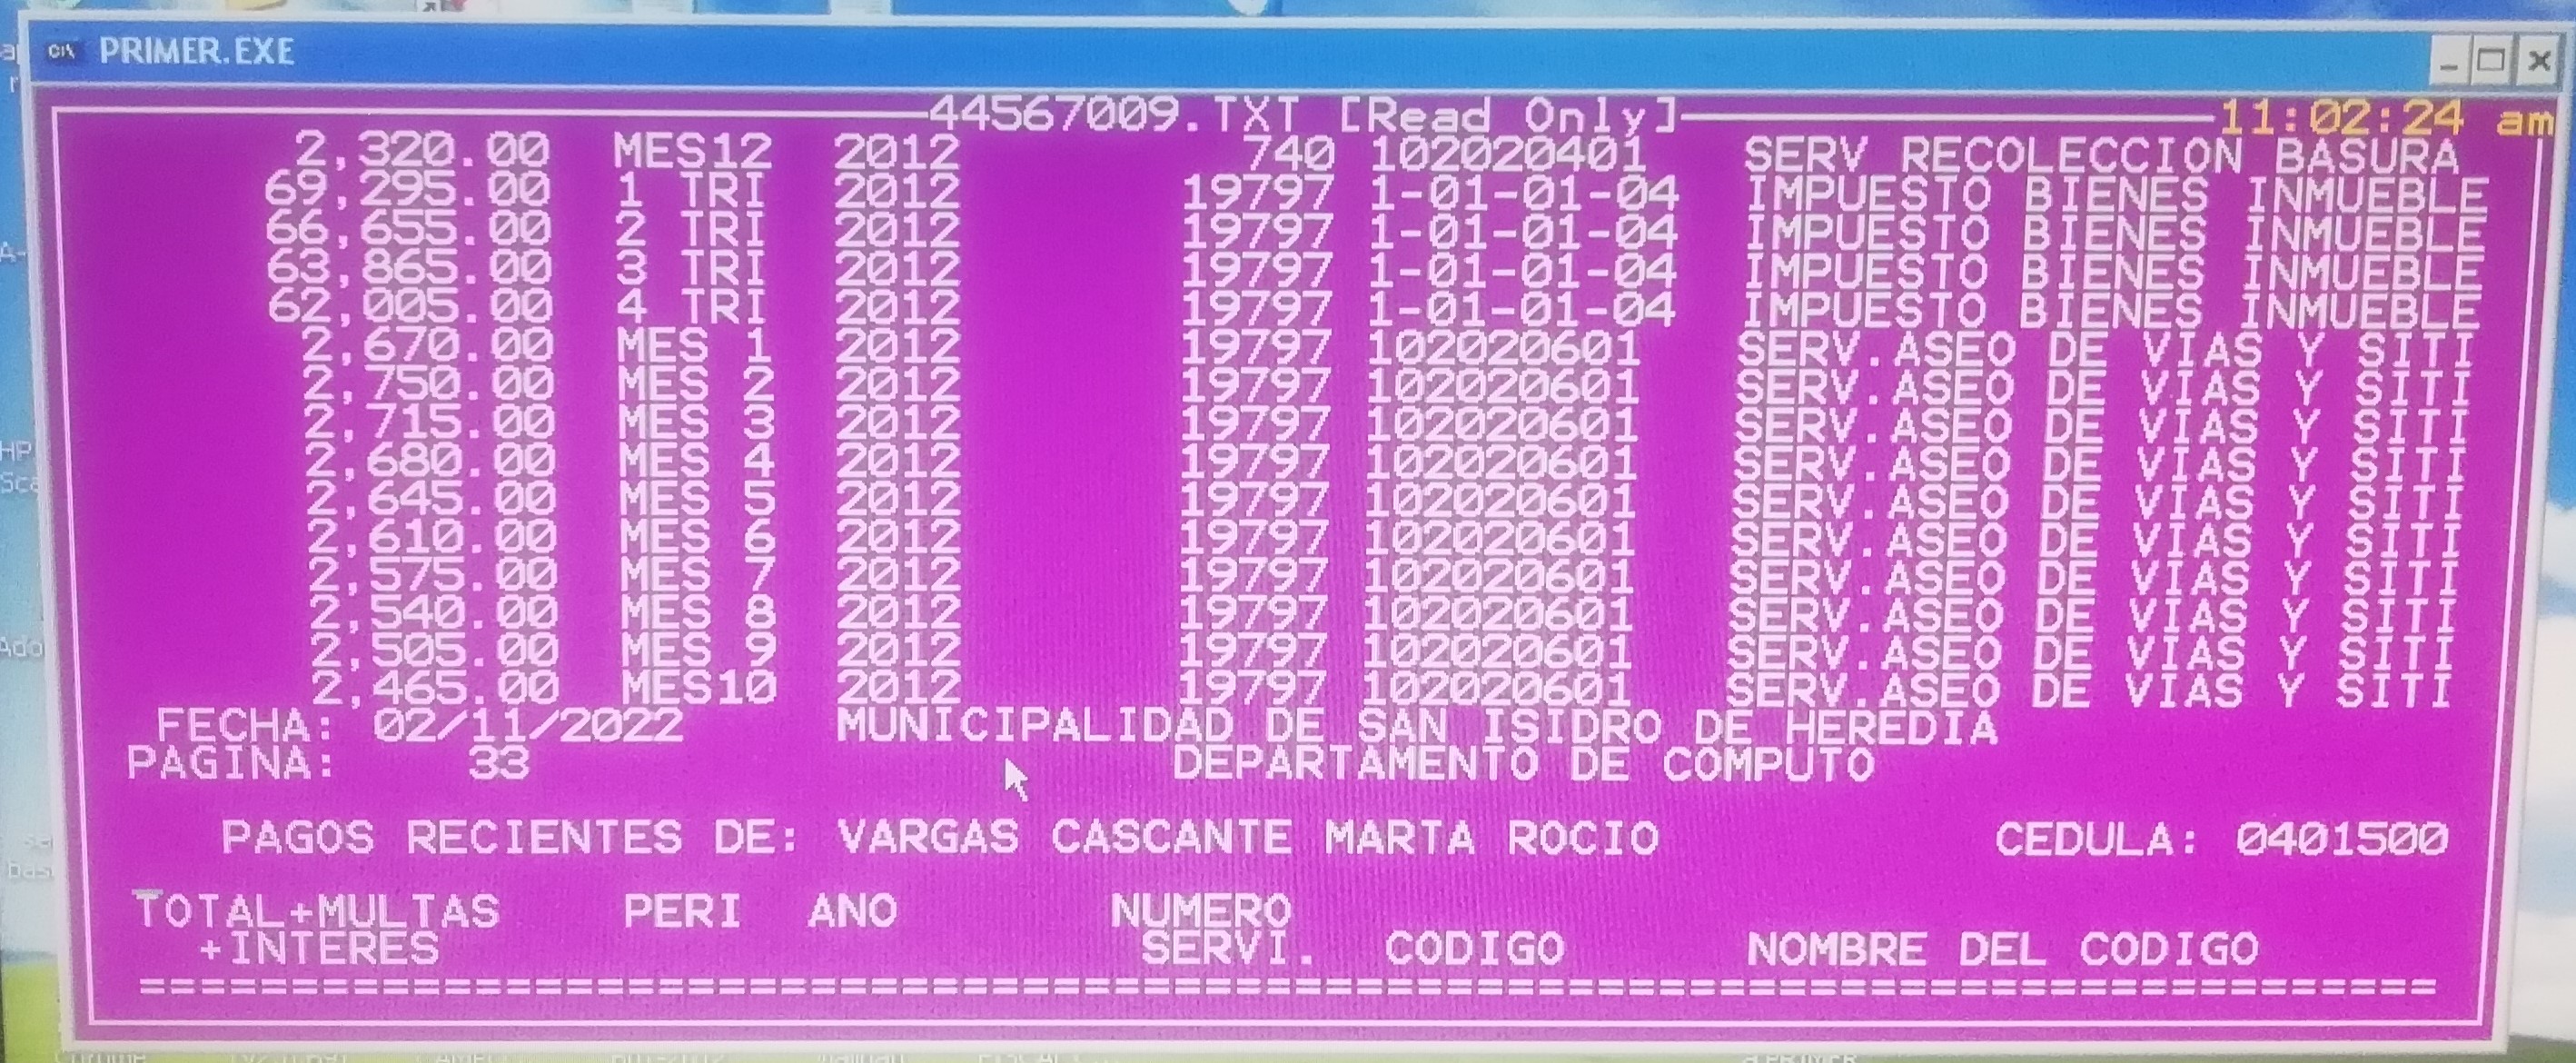 PRIMER.EXE
44567009.TXT [Read Only] 11:02:24 am
2,320.00 MES12 2012 740 102020401 SERV RECOLECCION BASURA
69,295.00 1 TRI 2012 19797 1-01-01-04 IMPUESTO BIENES INMUEBLE
66,655.00 2 TRI 2012 19797 1-01-01-04 IMPUESTO BIENES INMUEBLE
63,865.00 3 TRI 2012 19797 1-01-01-04 IMPUESTO BIENES INMUEBLE
62,005.00 4 TRI 2012 19797 1-01-01-04 IMPUESTO BIENES INMUEBLE
2,670.00 MES 1 2012 19797 102020601 SERV.ASEO DE VIAS Y SITI
2,750.00 MES 2 2012 19797 102020601 SERV.ASEO DE VIAS Y SITI
2,715.00 MES 3 2012 19797 102020601 SERV.ASEO DE VIAS Y SITI
2,680.00 MES 4 2012 19797 102020601 SERV.ASEO DE VIAS Y SITI
2,645.00 MES 5 2012 19797 102020601 SERV.ASEO DE VIAS Y SITI
2,610.00 MES 6 2012 19797 102020601 SERV.ASEO DE VIAS Y SITI
2,575.00 MES 7 2012 19797 102020601 SERV.ASEO DE VIAS Y SITI
2,540.00 MES 8 2012 19797 102020601 SERV.ASEO DE VIAS Y SITI
2,505.00 MES 9 2012 19797 102020601 SERV.ASEO DE VIAS Y SITI
2,465.00 MES10 2012 19797 102020601 SERV.ASEO DE VIAS Y SITI
FECHA: 02/11/2022 MUNICIPALIDAD DE SAN ISIDRO DE HEREDIA
PAGINA: 33 DEPARTAMENTO DE COMPUTO
PAGOS RECIENTES DE: VARGAS CASCANTE MARTA ROCIO CEDULA: 0401500
TOTAL+MULTAS PERI ANO NUMERO
+INTERES SERVI. CODIGO NOMBRE DEL CODIGO
============================================================================